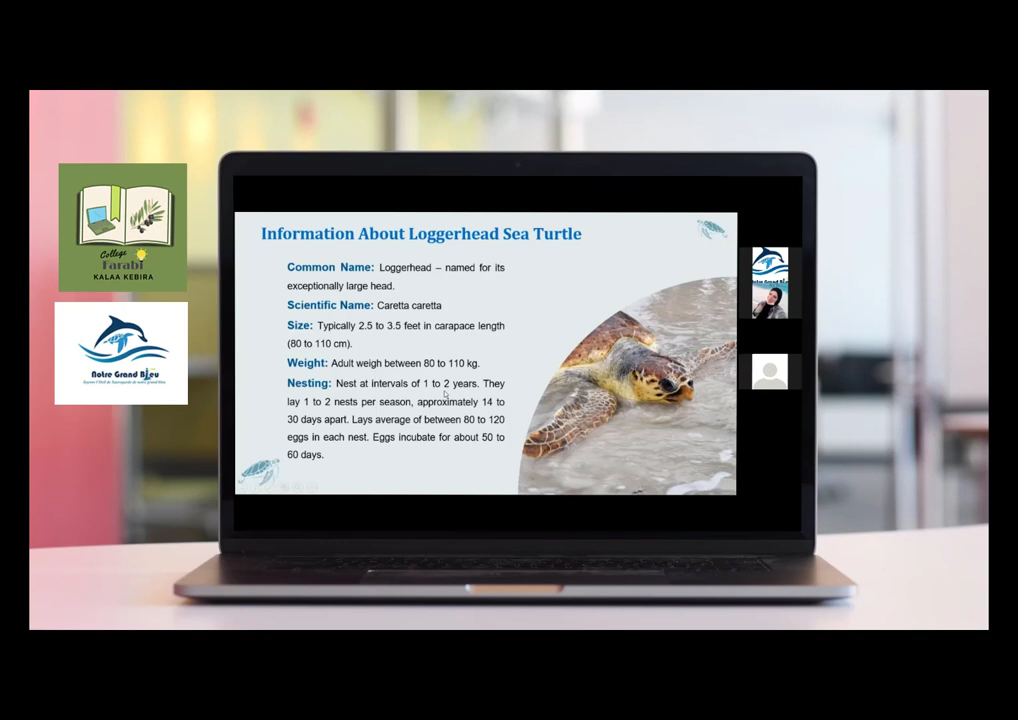 Information About Loggerhead Sea Turtle
Common Name: Loggerhead – named for its
exceptionally large head.
Scientific Name: Caretta caretta
Size: Typically 2.5 to 3.5 feet in carapace length
(80 to 110 cm).
Weight: Adult weigh between 80 to 110 kg.
Nesting: Nest at intervals of 1 to 2 years. They
lay 1 to 2 nests per season, approximately 14 to
30 days apart. Lays average of between 80 to 120
eggs in each nest. Eggs incubate for about 50 to
60 days.
College
Farabi
KALAA KEBIRA
Notre Grand Bleu
Notre Grand Bleu